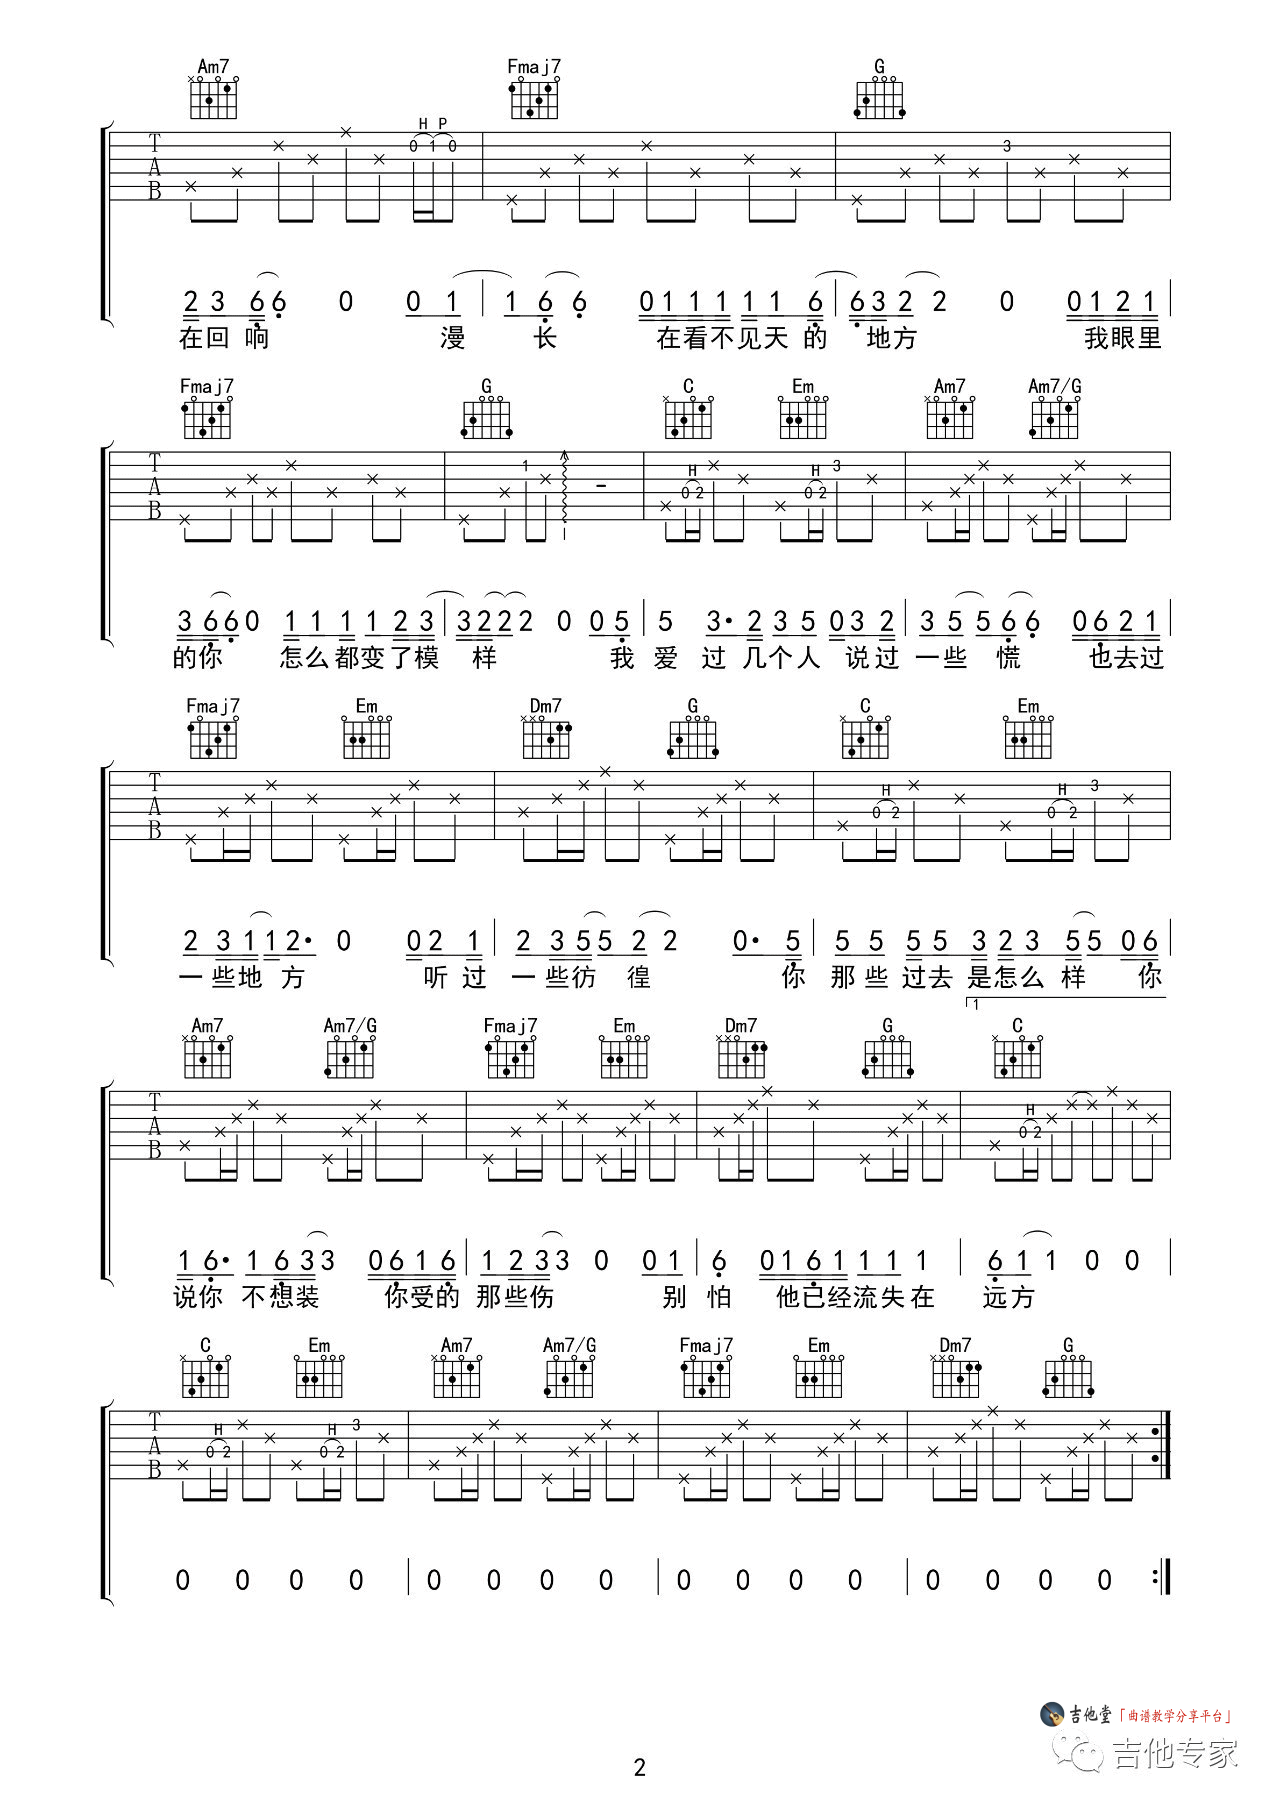 Am7 Fmaj7 G
H P
0 1 0 3
T A B
2 3 6 6 0 0 1 1 6 6 0 1 1 1 1 1 6 6 3 2 2 0 0 1 2 1
在回响 漫 长 在看不见天的 地方 我眼里
Fmaj7 G C Em Am7 Am7/G
H H
1 0 2 0 2 3
T A B
3 6 6 0 1 1 1 1 2 3 3 2 2 2 0 0 5 5 3· 2 3 5 0 3 2 3 5 5 6 6 0 6 2 1
的你 怎么都变了模 样 我 爱 过 几个人 说过 一些 慌 也去过
Fmaj7 Em Dm7 G C Em
H H
0 2 0 2 3
T A B
2 3 1 1 2· 0 0 2 1 2 3 5 5 2 2 0· 5 5 5 5 5 3 2 3 5 5 0 6
一些地 方 听 过 一些彷 徨 你 那些过去 是怎么 样 你
1
Am7 Am7/G Fmaj7 Em Dm7 G C
H
0 2
T A B
1 6· 1 6 3 3 0 6 1 6 1 2 3 3 0 0 1 6 0 1 6 1 1 1 1 6 1 1 0 0
说你 不想装 你受的 那些伤 别 怕 他已经流失在 远方
C Em Am7 Am7/G Fmaj7 Em Dm7 G
H H
0 2 0 2 3
T A B
0 0 0 0 0 0 0 0 0 0 0 0 0 0 0 0
吉他堂「曲谱教学分享平台」
吉他专家
2